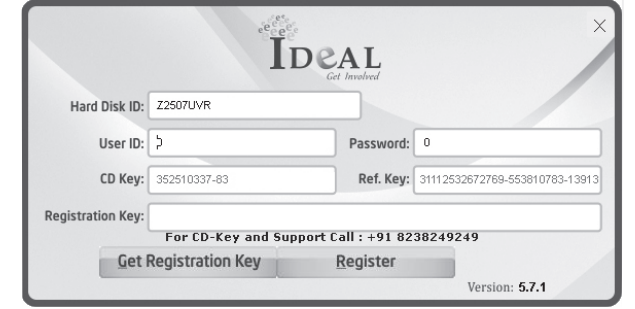 IDeAL
Get Involved
Hard Disk ID: Z2507UVR
User ID: Password: 0
CD Key: 352510337-83 Ref. Key: 31112532672769-553810783-13913
Registration Key:
For CD-Key and Support Call : +91 8238249249
Get Registration Key Register
Version: 5.7.1